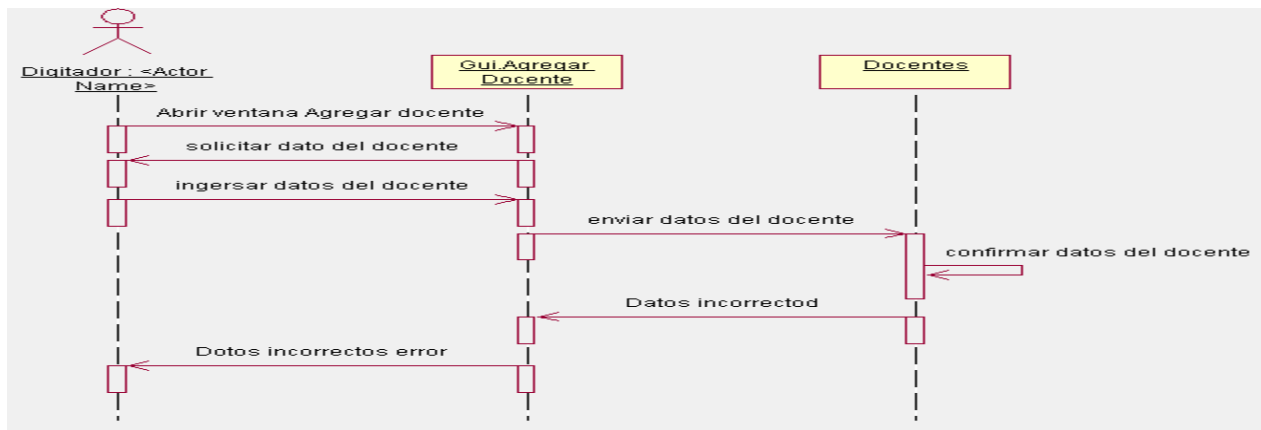 Digitador : <Actor
Name>
Gui.Agregar
Docente
Docentes
Abrir ventana Agregar docente
solicitar dato del docente
ingersar datos del docente
enviar datos del docente
confirmar datos del docente
Datos incorrectod
Dotos incorrectos error